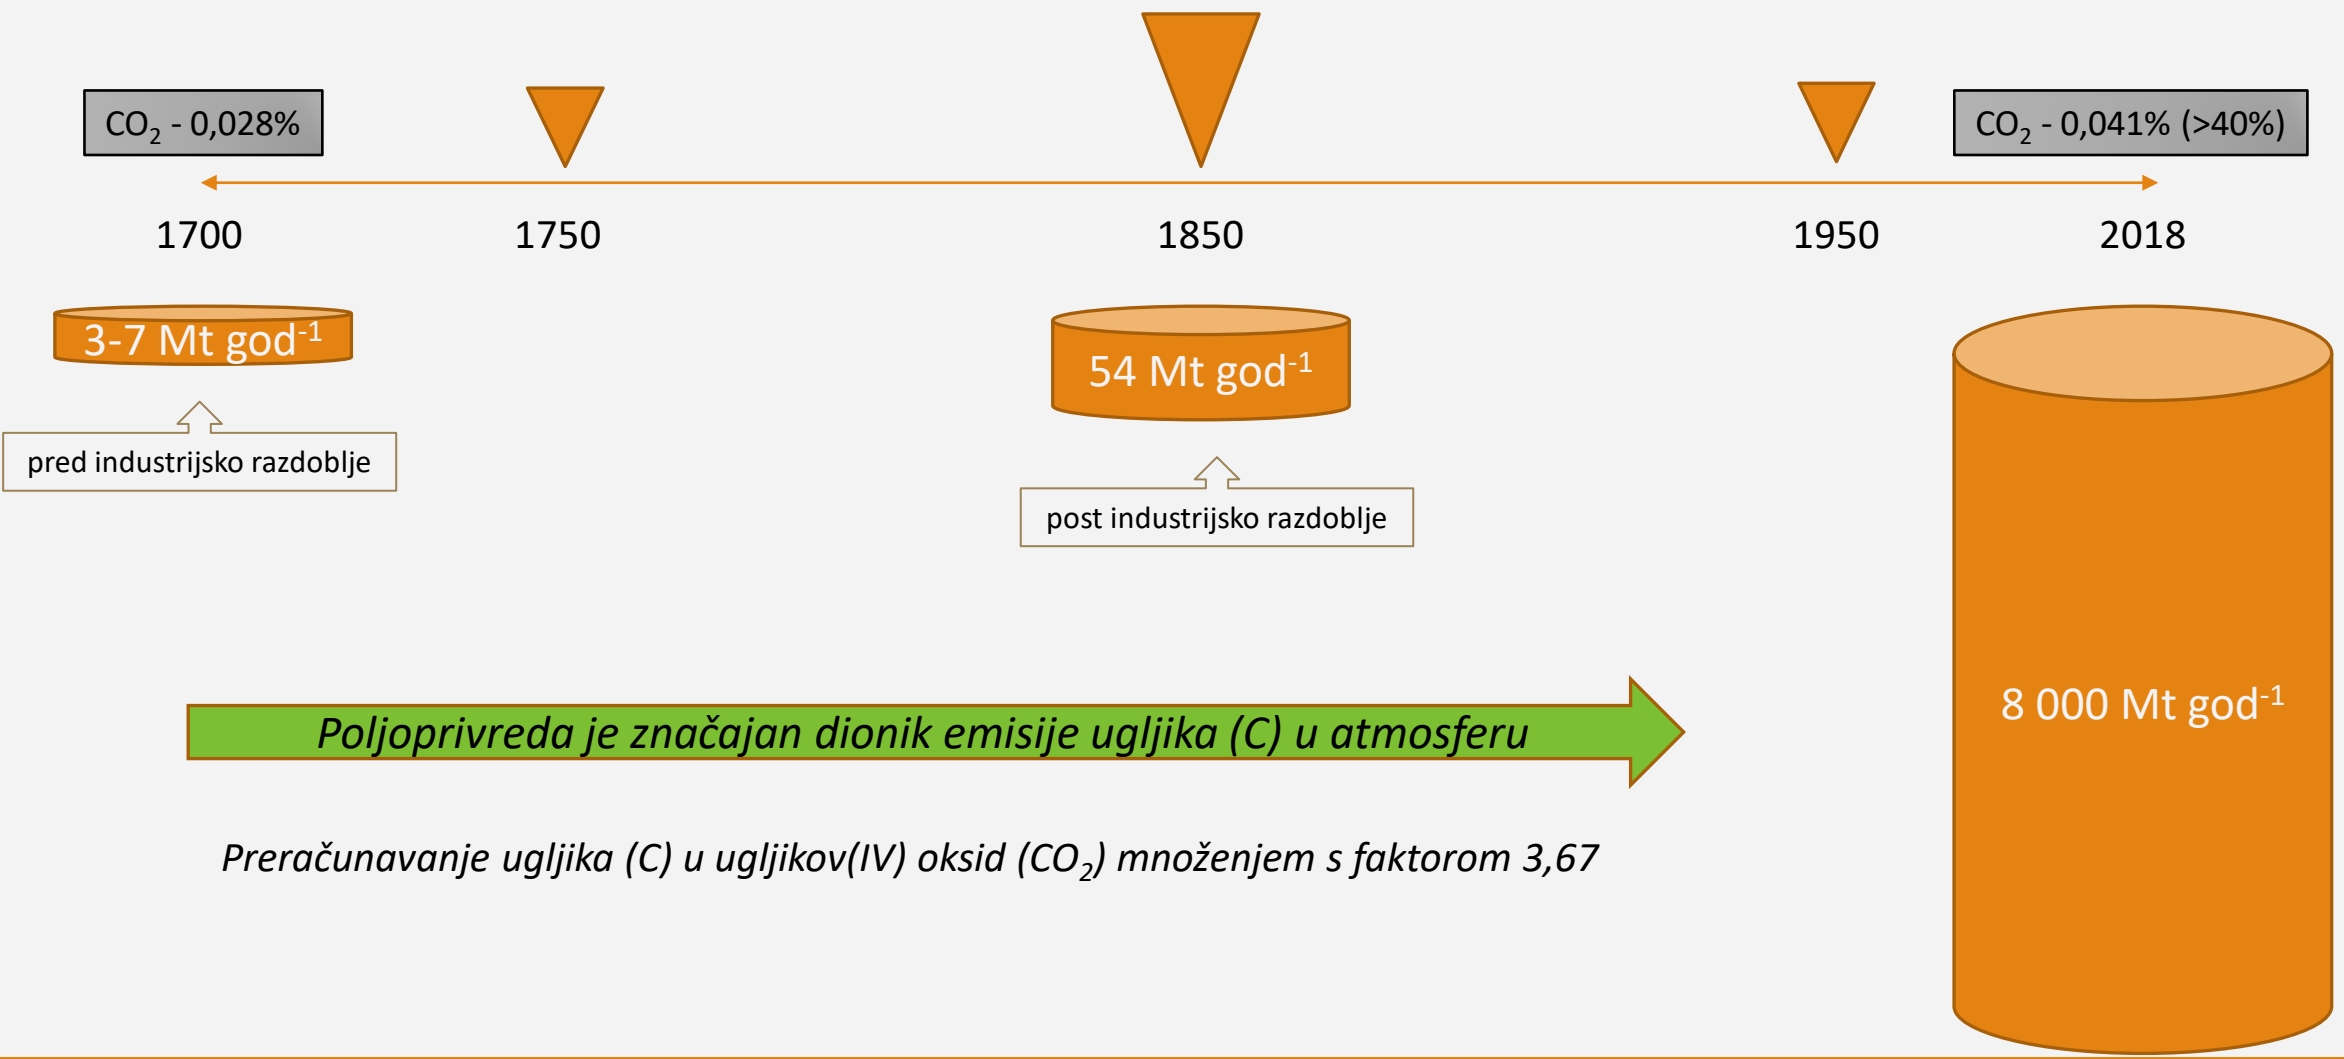 CO₂ - 0,028%
CO₂ - 0,041% (>40%)
1700
1750
1850
1950
2018
3-7 Mt god⁻¹
54 Mt god⁻¹
pred industrijsko razdoblje
post industrijsko razdoblje
8 000 Mt god⁻¹
Poljoprivreda je značajan dionik emisije ugljika (C) u atmosferu
Preračunavanje ugljika (C) u ugljikov(IV) oksid (CO₂) množenjem s faktorom 3,67